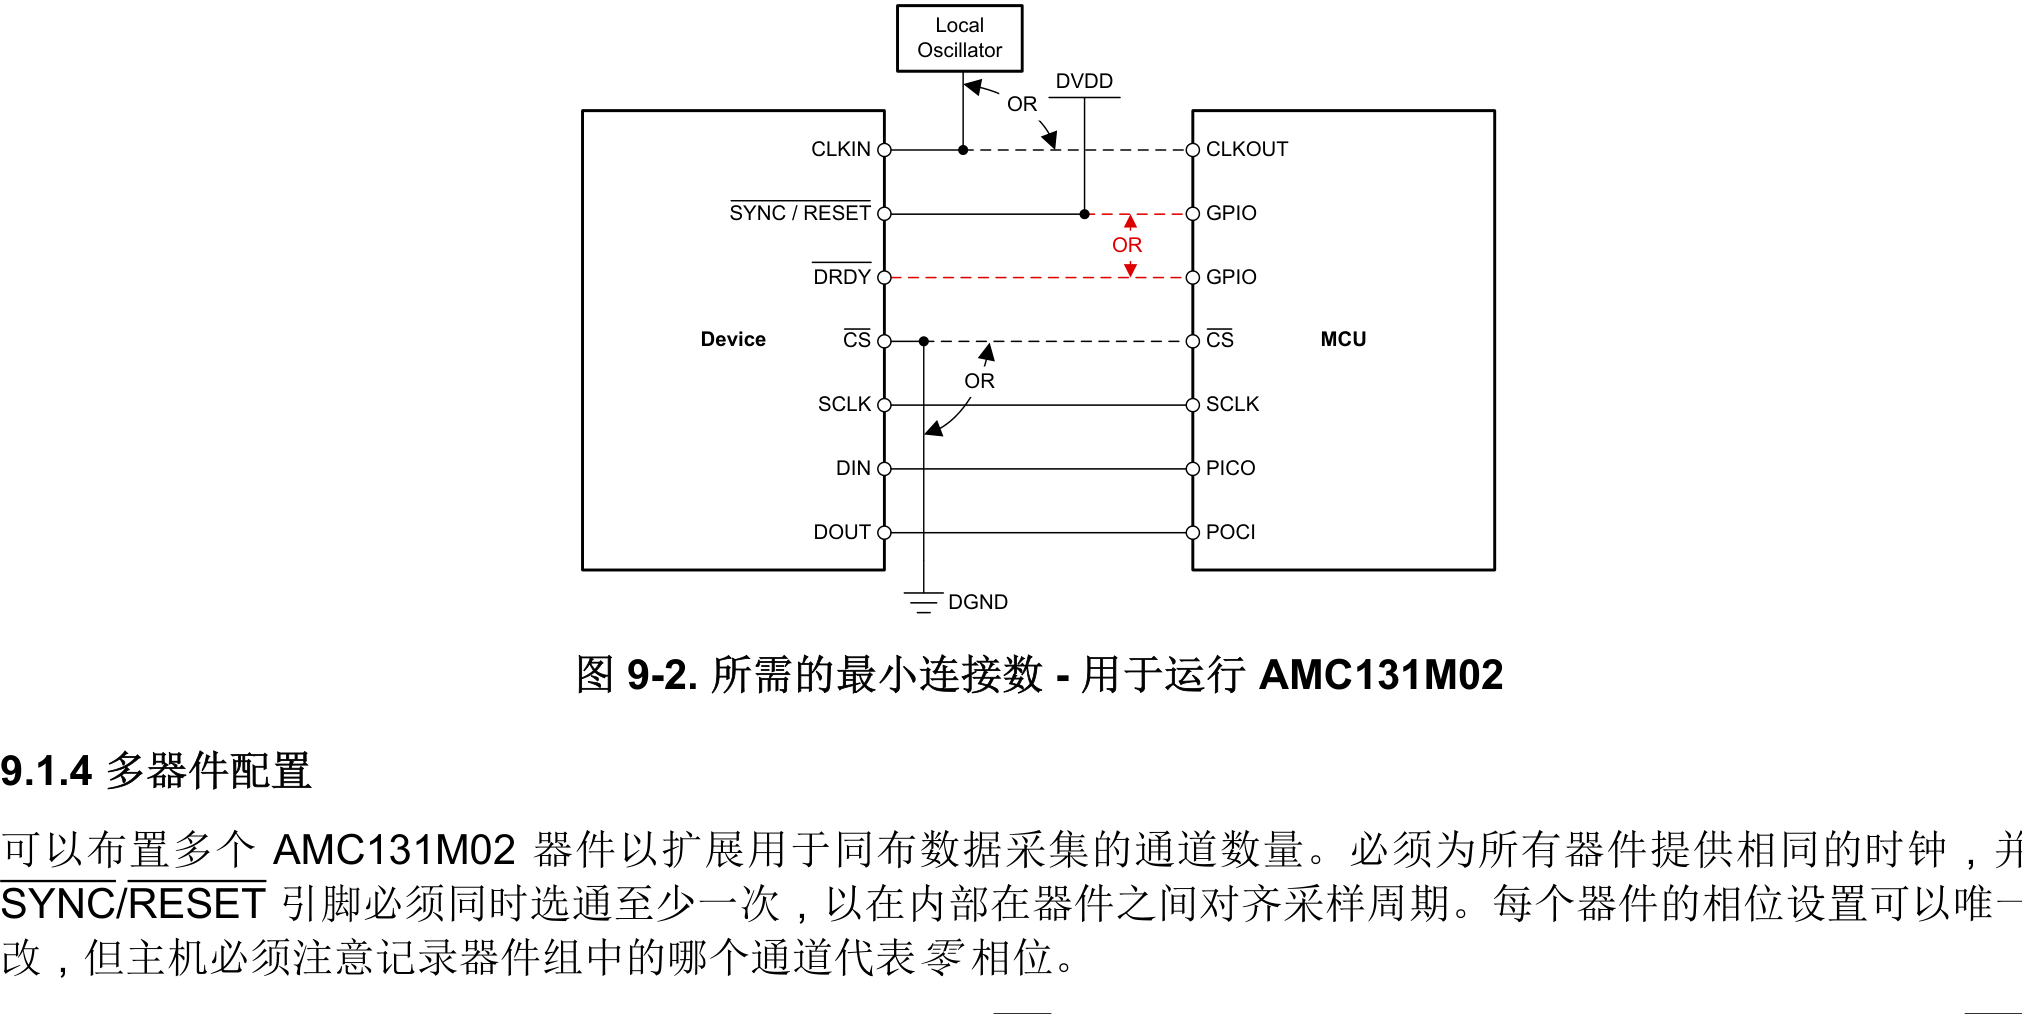 Local
Oscillator
DVDD
OR
CLKIN
CLKOUT
SYNC / RESET
GPIO
OR
DRDY
GPIO
Device
CS
CS
MCU
OR
SCLK
SCLK
DIN
PICO
DOUT
POCI
DGND
图 9-2. 所需的最小连接数 - 用于运行 AMC131M02
9.1.4 多器件配置
可以布置多个 AMC131M02 器件以扩展用于同布数据采集的通道数量。必须为所有器件提供相同的时钟，并
SYNC/RESET 引脚必须同时选通至少一次，以在内部在器件之间对齐采样周期。每个器件的相位设置可以唯一
改，但主机必须注意记录器件组中的哪个通道代表零相位。